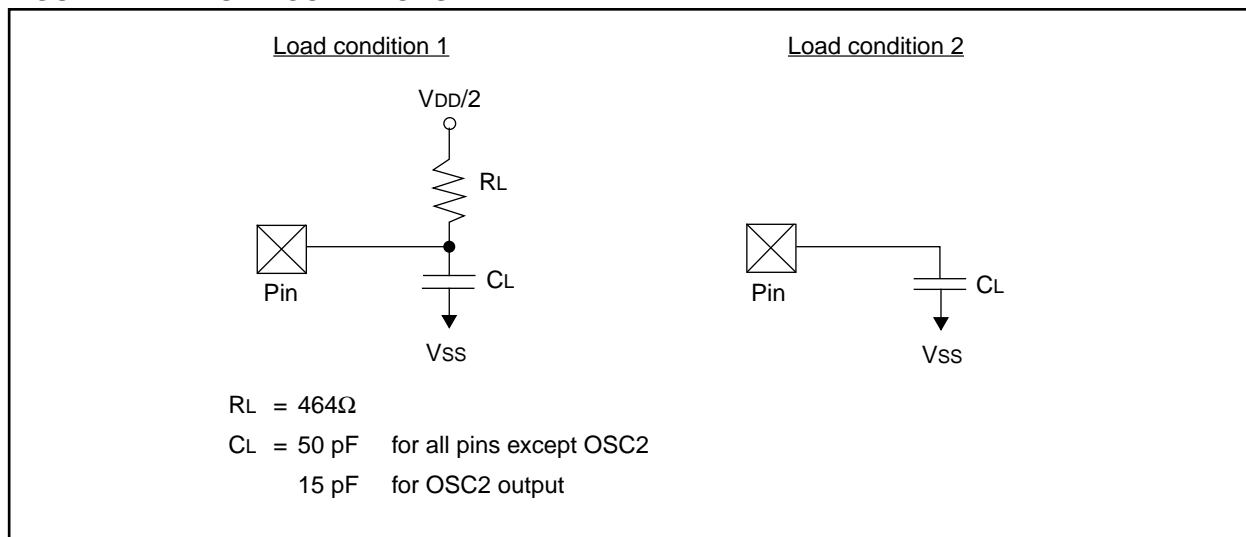 Load condition 1
VDD/2
RL
Pin
CL
VSS
Load condition 2
Pin
CL
VSS
RL = 464Ω
CL = 50 pF for all pins except OSC2
15 pF for OSC2 output